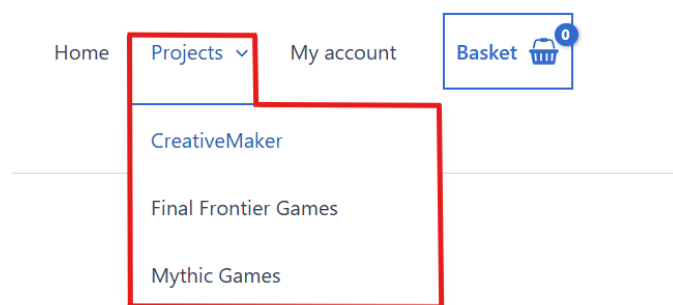 Home Projects My account Basket 0
CreativeMaker
Final Frontier Games
Mythic Games